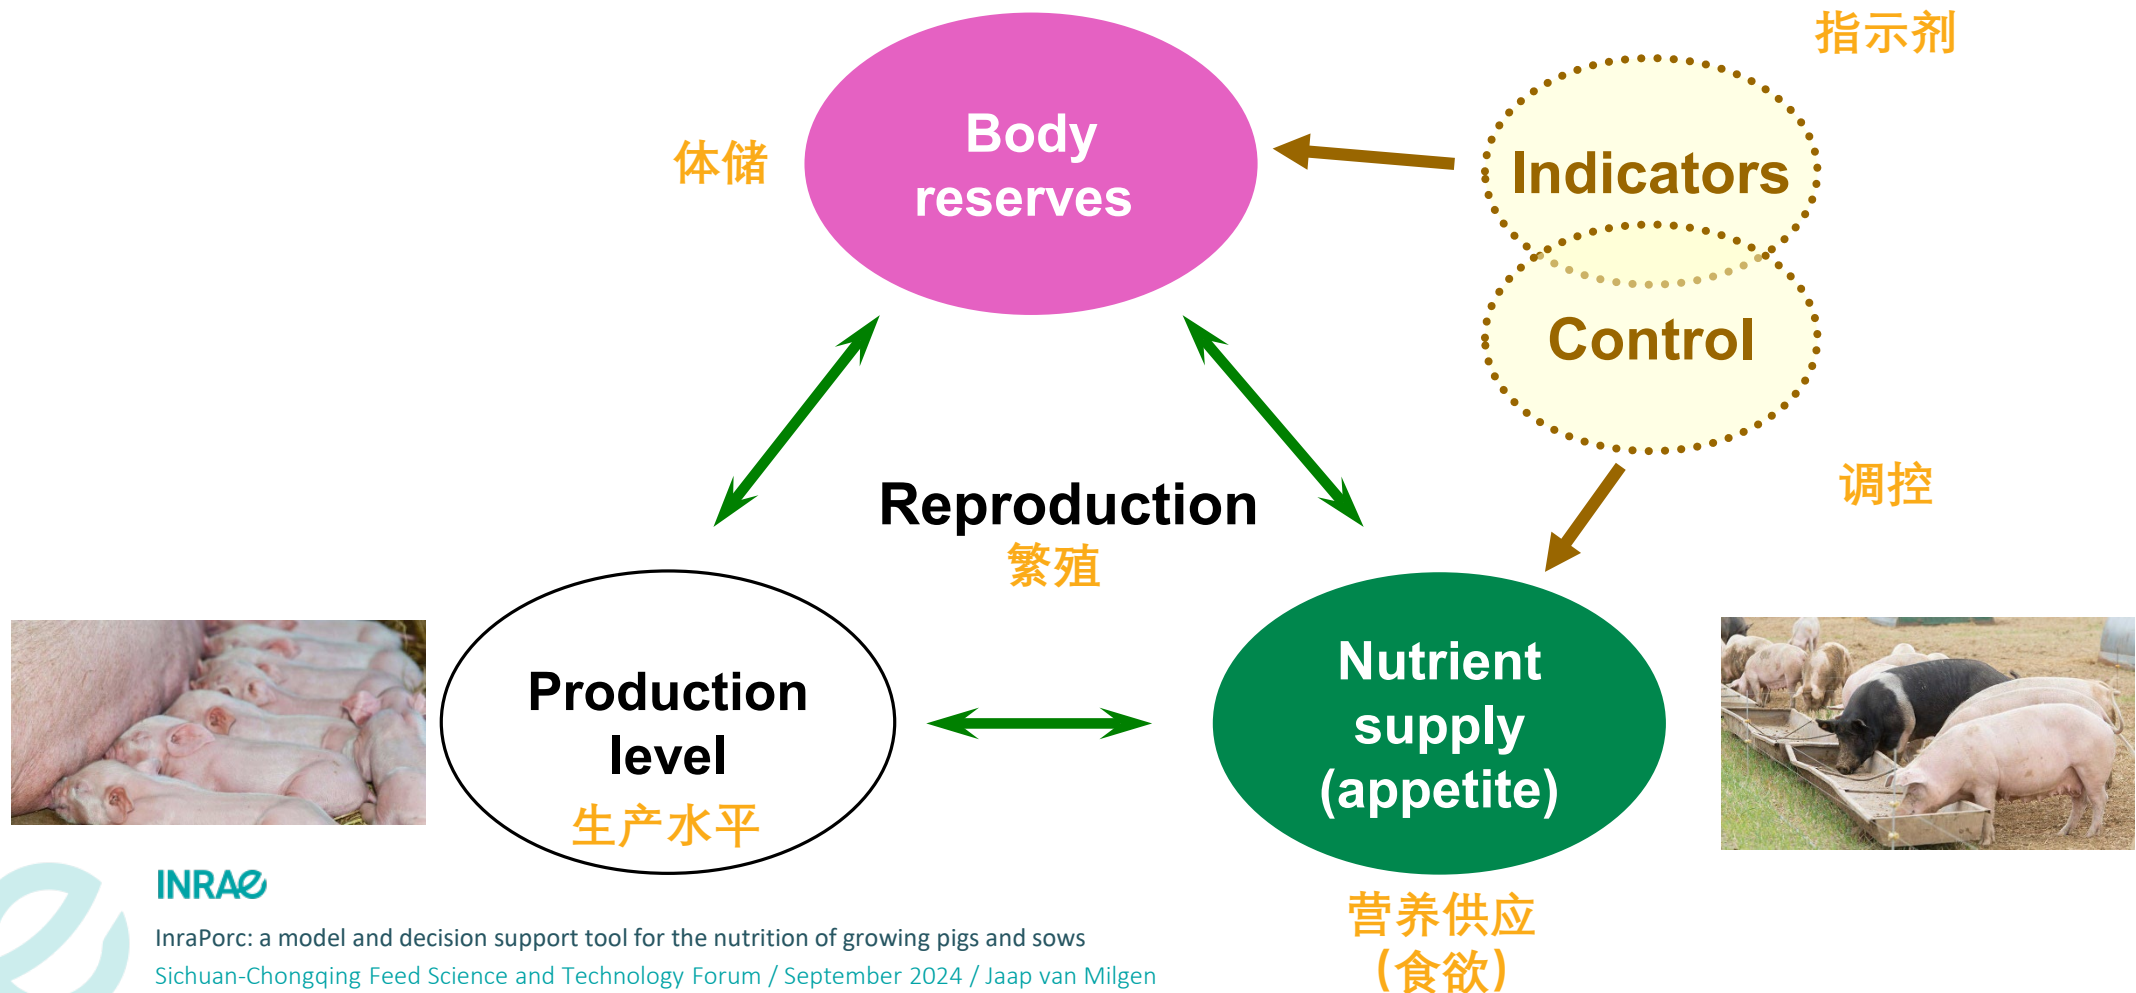 指示剂
Body
reserves
体储
Indicators
Control
调控
Reproduction
繁殖
Production
level
生产水平
Nutrient
supply
(appetite)
营养供应
(食欲)
INRAE
InraPorc: a model and decision support tool for the nutrition of growing pigs and sows
Sichuan-Chongqing Feed Science and Technology Forum / September 2024 / Jaap van Milgen